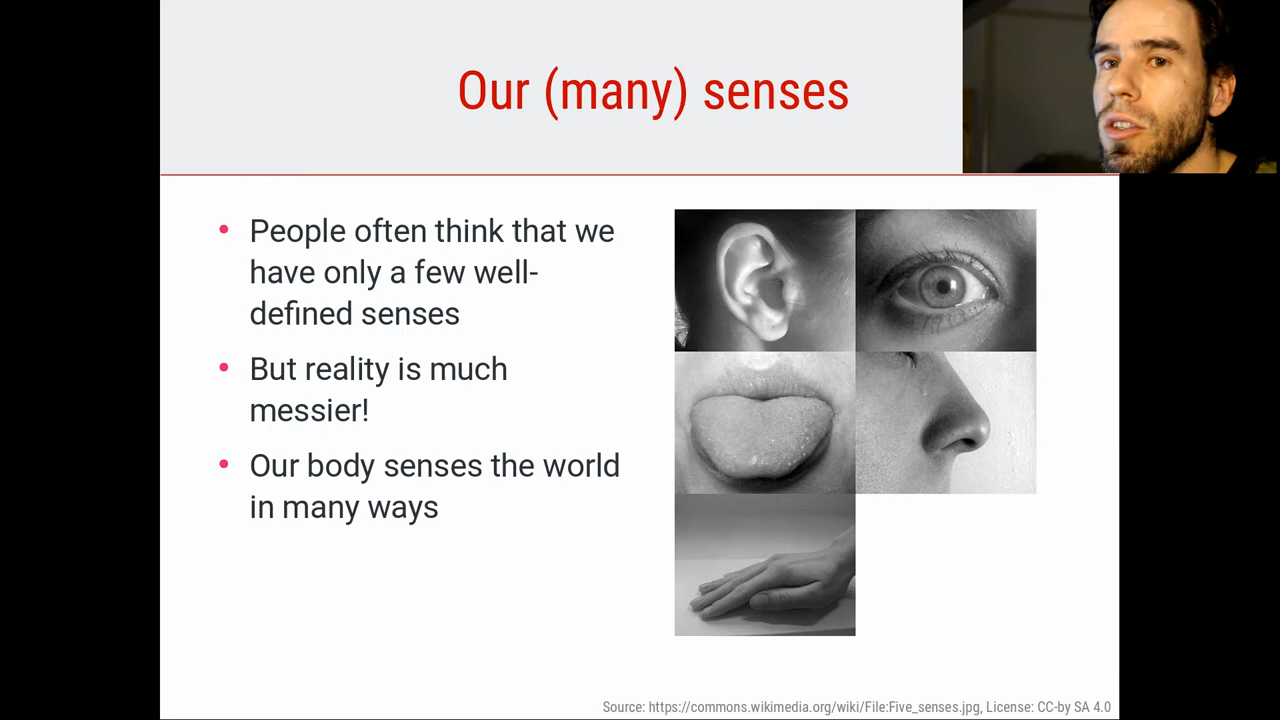 Our (many) senses
• People often think that we
have only a few well-
defined senses
• But reality is much
messier!
• Our body senses the world
in many ways
Source: https://commons.wikimedia.org/wiki/File:Five_senses.jpg, License: CC-by SA 4.0